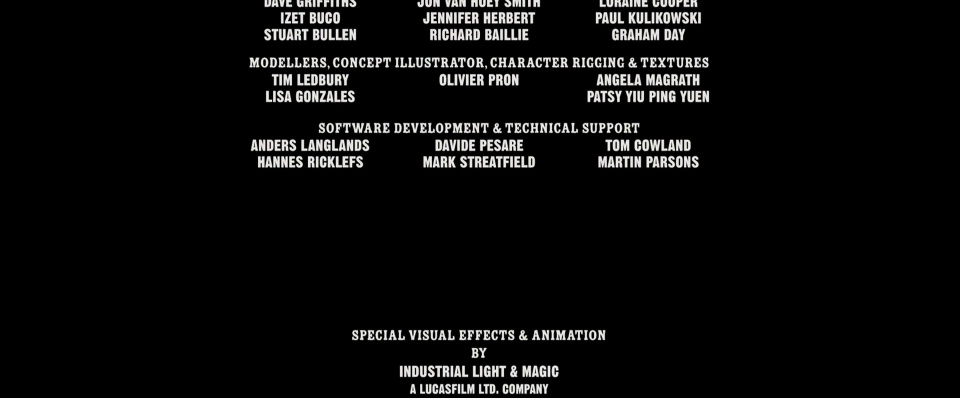 DAVE GRIFFITHS JON VAN HOEY SMITH LORAINE COOPER
IZET BUCO JENNIFER HERBERT PAUL KULIKOWSKI
STUART BULLEN RICHARD BAILLIE GRAHAM DAY
MODELLERS, CONCEPT ILLUSTRATOR, CHARACTER RIGGING & TEXTURES
TIM LEDBURY OLIVIER PRON ANGELA MAGRATH
LISA GONZALES PATSY YIU PING YUEN
SOFTWARE DEVELOPMENT & TECHNICAL SUPPORT
ANDERS LANGLANDS DAVIDE PESARE TOM COWLAND
HANNES RICKLEFS MARK STREATFIELD MARTIN PARSONS
SPECIAL VISUAL EFFECTS & ANIMATION
BY
INDUSTRIAL LIGHT & MAGIC
A LUCASFILM LTD. COMPANY